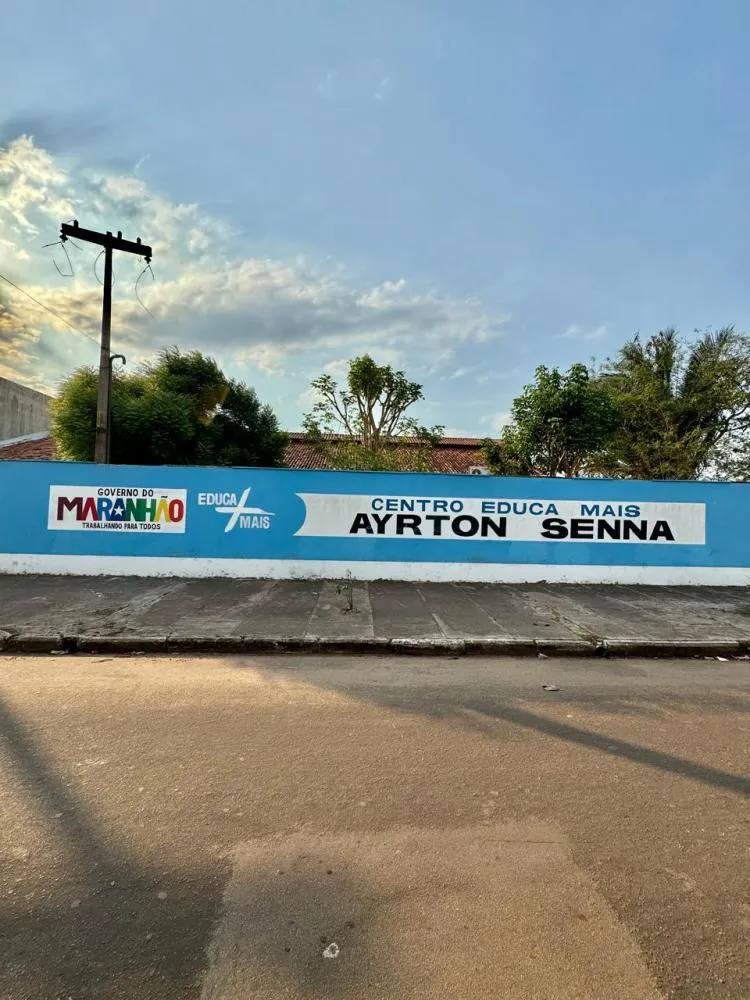 GOVERNO DO
MARANHÃO
TRABALHANDO PARA TODOS
EDUCA
MAIS
CENTRO EDUCA MAIS
AYRTON SENNA